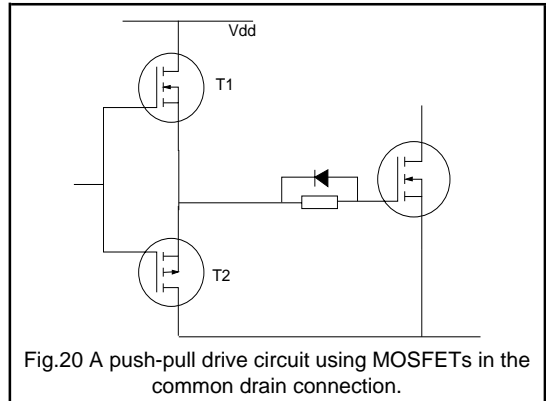 Vdd
T1
T2
Fig.20 A push-pull drive circuit using MOSFETs in the
common drain connection.